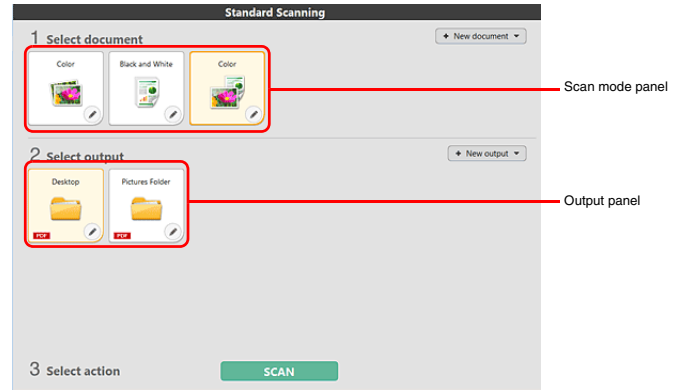 Standard Scanning
1 Select document
+ New document
Color
Black and White
Color
Scan mode panel
2 Select output
+ New output
Desktop
Pictures Folder
Output panel
PDF
PDF
3 Select action
SCAN